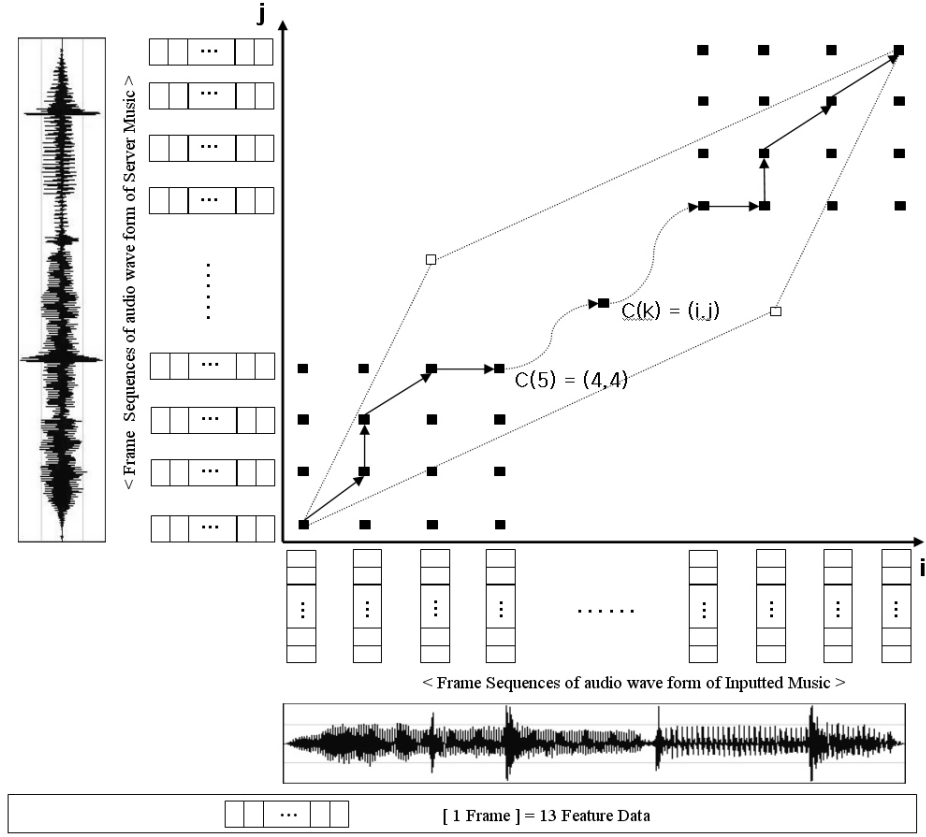 j
< Frame Sequences of audio wave form of Server Music >
C(k) = (i,j)
C(5) = (4,4)
i
< Frame Sequences of audio wave form of Inputted Music >
[ 1 Frame ] = 13 Feature Data